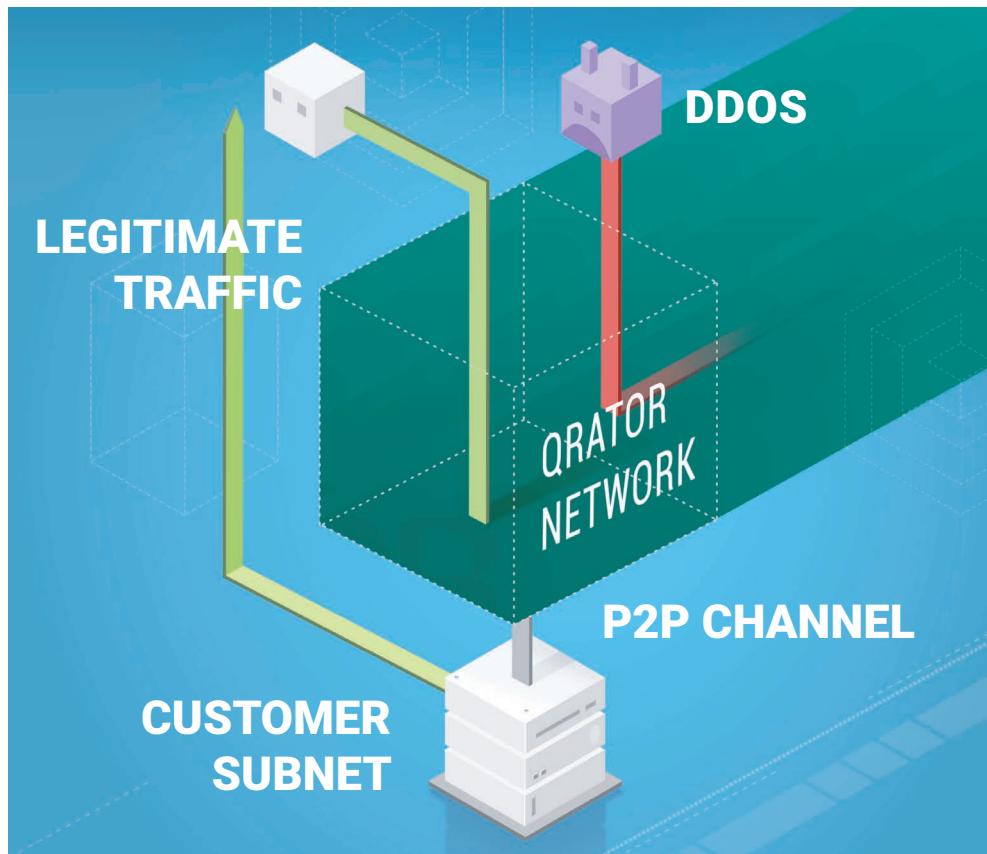 DDOS
LEGITIMATE
TRAFFIC
QRATOR
NETWORK
P2P CHANNEL
CUSTOMER
SUBNET